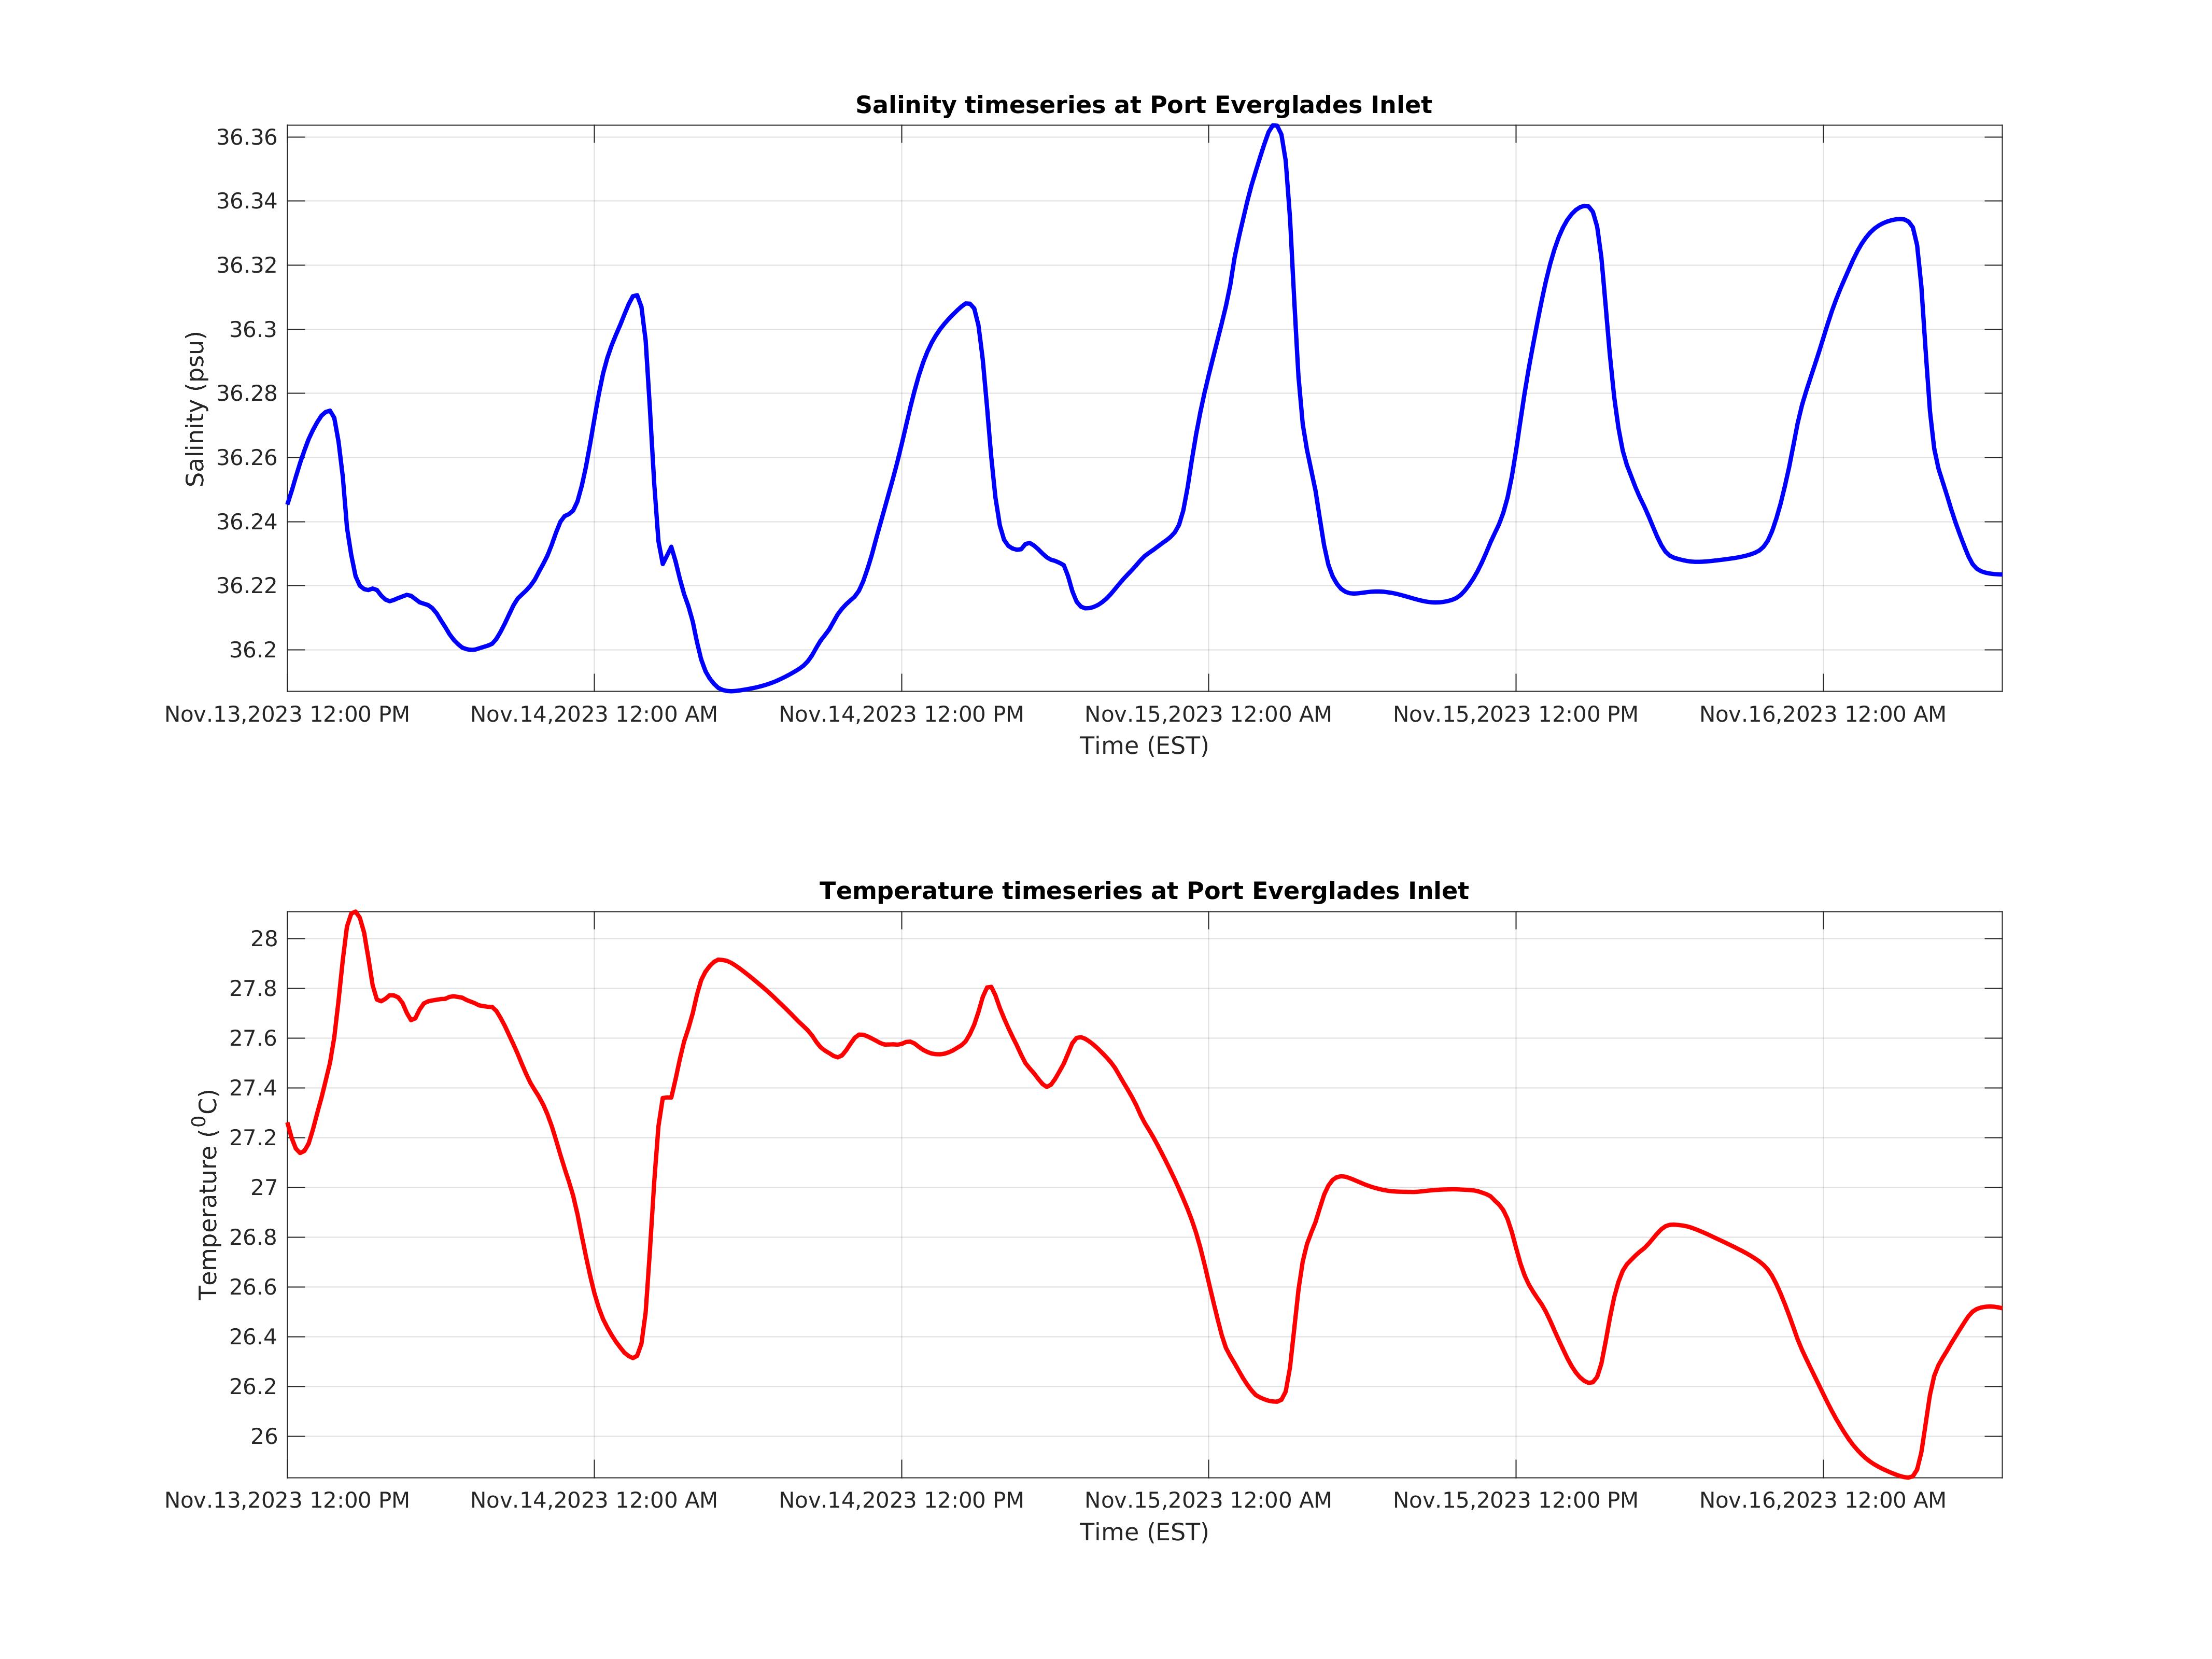 Salinity timeseries at Port Everglades Inlet
36.36
36.34
36.32
36.3
36.28
36.26
36.24
36.22
36.2
Salinity (psu)
Nov.13,2023 12:00 PM Nov.14,2023 12:00 AM Nov.14,2023 12:00 PM Nov.15,2023 12:00 AM Nov.15,2023 12:00 PM Nov.16,2023 12:00 AM
Time (EST)
Temperature timeseries at Port Everglades Inlet
28
27.8
27.6
27.4
27.2
27
26.8
26.6
26.4
26.2
26
Temperature (⁰C)
Nov.13,2023 12:00 PM Nov.14,2023 12:00 AM Nov.14,2023 12:00 PM Nov.15,2023 12:00 AM Nov.15,2023 12:00 PM Nov.16,2023 12:00 AM
Time (EST)